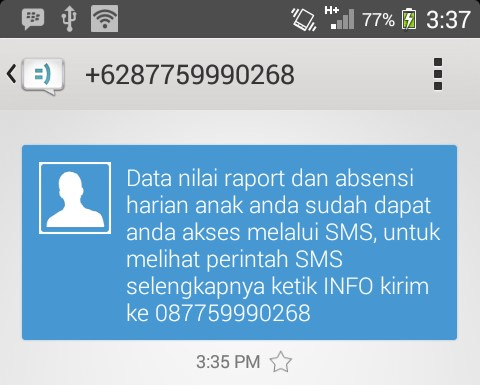 77% 3:37
+6287759990268
Data nilai raport dan absensi
harian anak anda sudah dapat
anda akses melalui SMS, untuk
melihat perintah SMS
selengkapnya ketik INFO kirim
ke 087759990268
3:35 PM